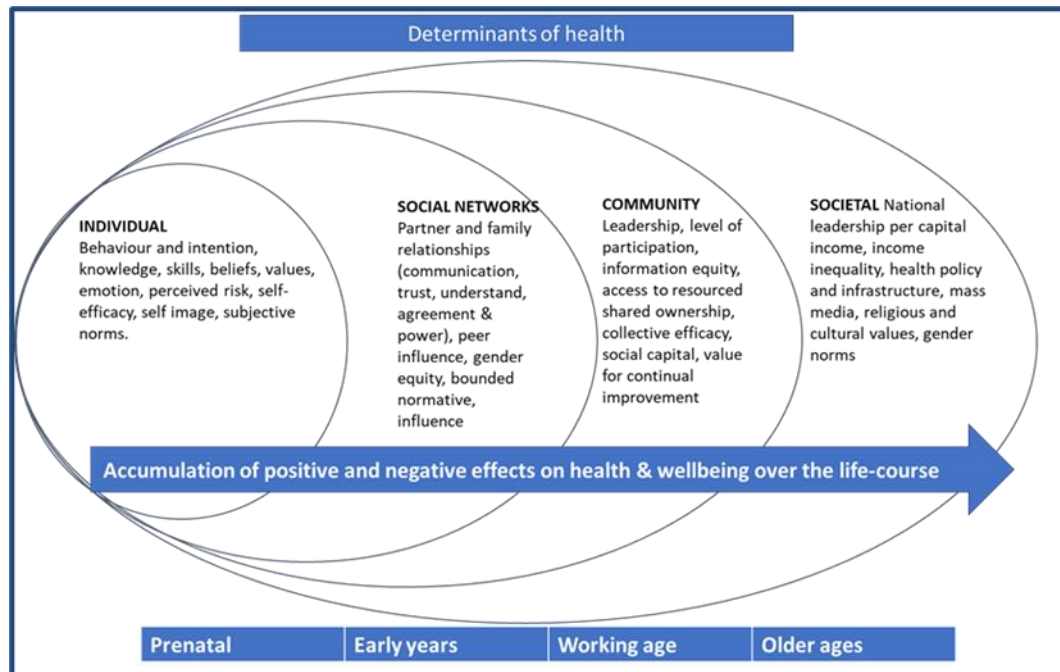 Determinants of health
INDIVIDUAL
Behaviour and intention,
knowledge, skills, beliefs, values,
emotion, perceived risk, self-
efficacy, self image, subjective
norms.
SOCIAL NETWORKS
Partner and family
relationships
(communication,
trust, understand,
agreement &
power), peer
influence, gender
equity, bounded
normative,
influence
COMMUNITY
Leadership, level of
participation,
information equity,
access to resourced
shared ownership,
collective efficacy,
social capital, value
for continual
improvement
SOCIETAL National
leadership per capital
income, income
inequality, health policy
and infrastructure, mass
media, religious and
cultural values, gender
norms
Accumulation of positive and negative effects on health & wellbeing over the life-course
Prenatal
Early years
Working age
Older ages